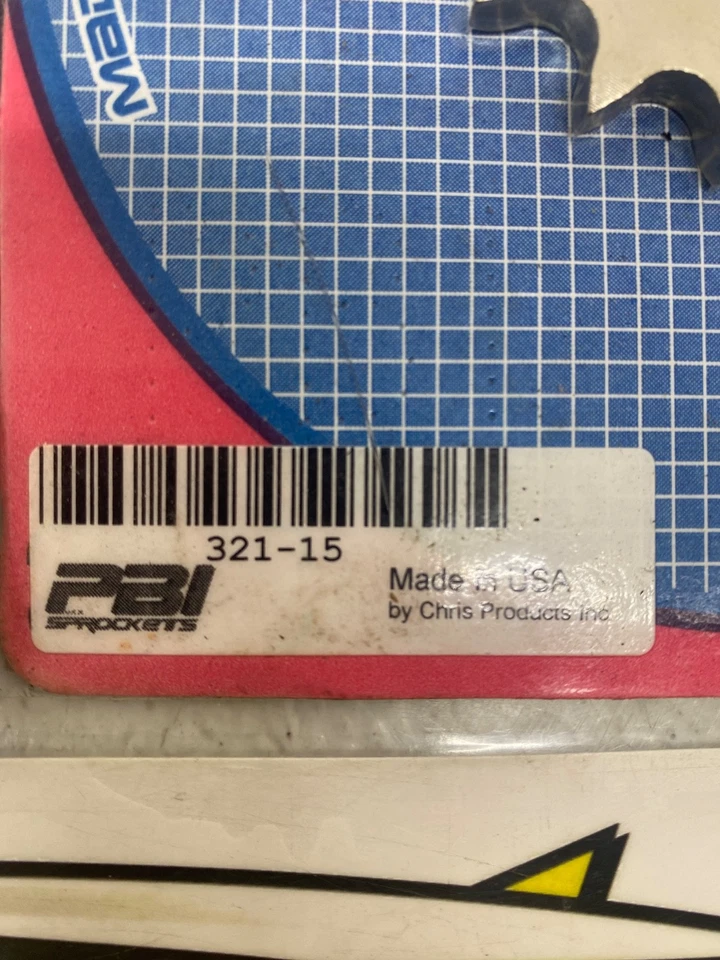 321-15
PBI
SPROCKETS
Made in USA
by Chris Products Inc